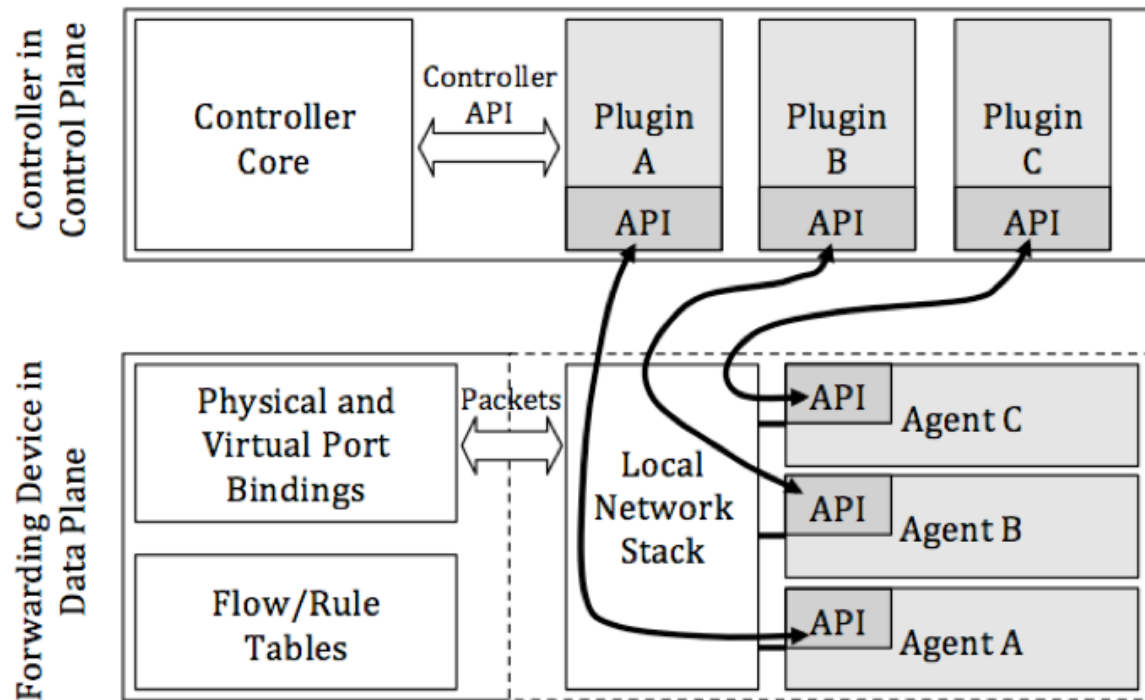 Controller in
Control Plane
Controller
Core
Controller
API
Plugin
A
API
Plugin
B
API
Plugin
C
API
Forwarding Device in
Data Plane
Physical and
Virtual Port
Bindings
Packets
Flow/Rule
Tables
Local
Network
Stack
API
Agent C
API
Agent B
API
Agent A